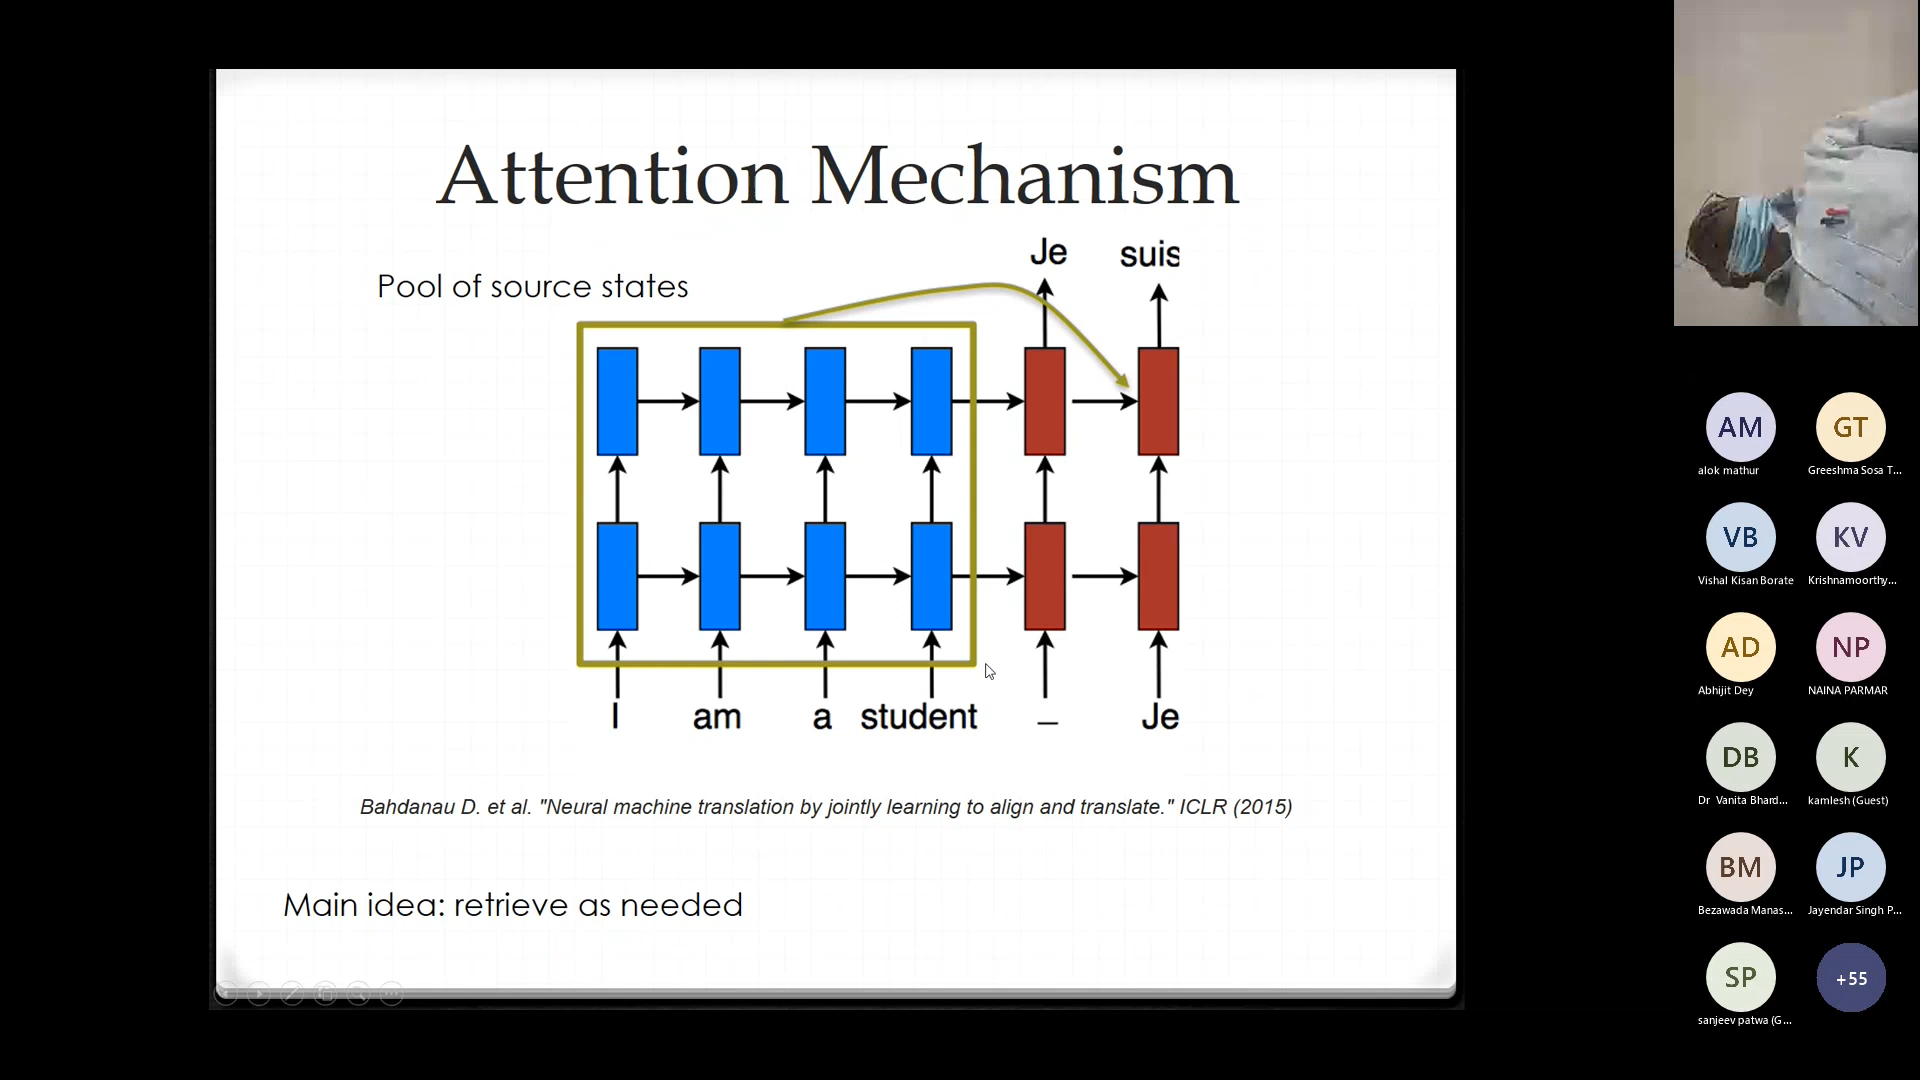 Attention Mechanism
Je suis
Pool of source states
I am a student _ Je
Bahdanau D. et al. "Neural machine translation by jointly learning to align and translate." ICLR (2015)
Main idea: retrieve as needed
AM GT
alok mathur Greeshma Sosa T...
VB KV
Vishal Kisan Borate Krishnamoorthy...
AD NP
Abhijit Dey NAINA PARMAR
DB K
Dr Vanita Bhard... kamlesh (Guest)
BM JP
Bezawada Manas... Jayendar Singh P...
SP +55
sanjeev patwa (G...